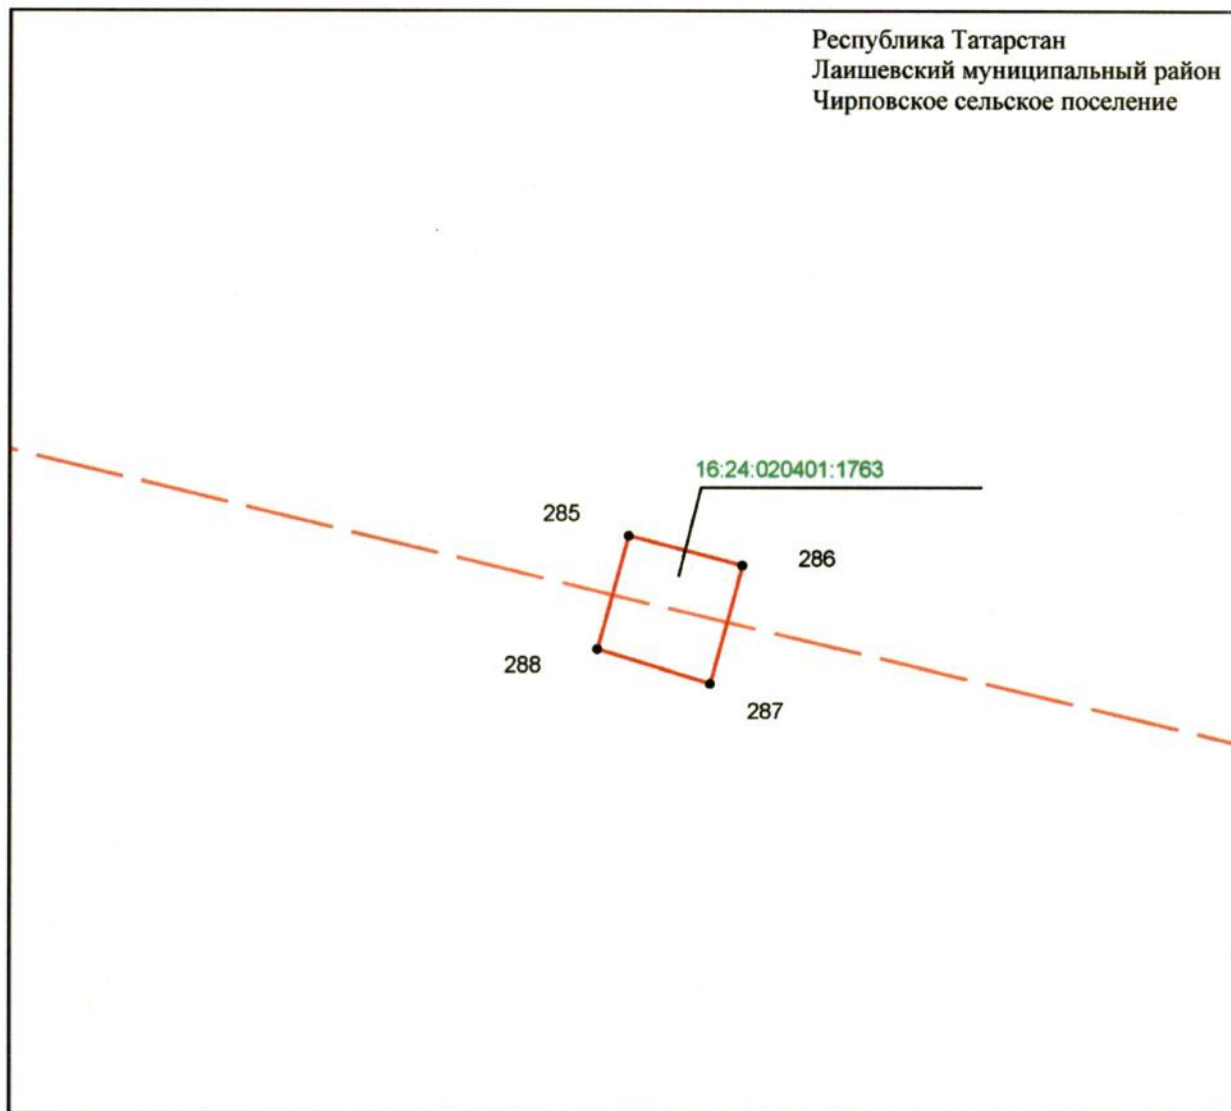 Республика Татарстан
Лаишевский муниципальный район
Чирповское сельское поселение
16:24:020401:1763
285
286
288
287